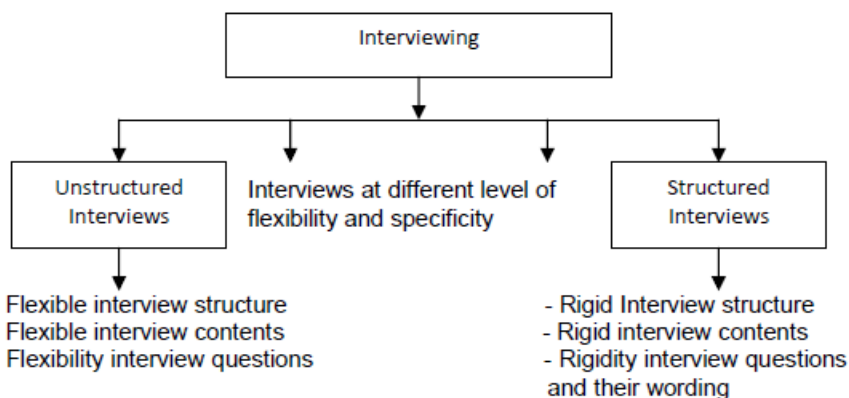 Interviewing
Unstructured
Interviews
Interviews at different level of
flexibility and specificity
Structured
Interviews
Flexible interview structure
Flexible interview contents
Flexibility interview questions
- Rigid Interview structure
- Rigid interview contents
- Rigidity interview questions
and their wording